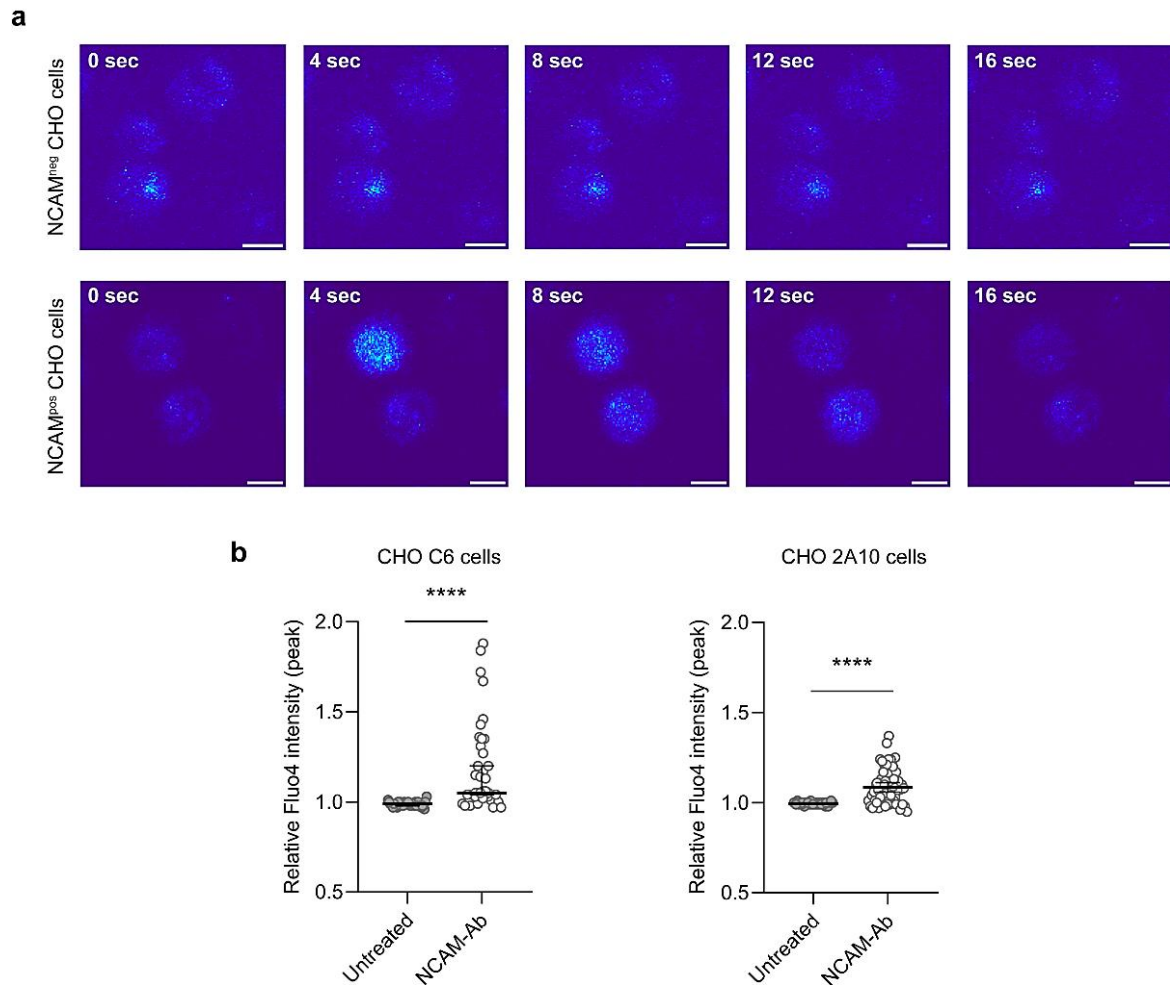 a
NCAMneg CHO cells
0 sec
4 sec
8 sec
12 sec
16 sec
NCAMpos CHO cells
0 sec
4 sec
8 sec
12 sec
16 sec
b
CHO C6 cells
****
Relative Fluo4 intensity (peak)
2.0
1.5
1.0
0.5
Untreated
NCAM-Ab
CHO 2A10 cells
****
Relative Fluo4 intensity (peak)
2.0
1.5
1.0
0.5
Untreated
NCAM-Ab